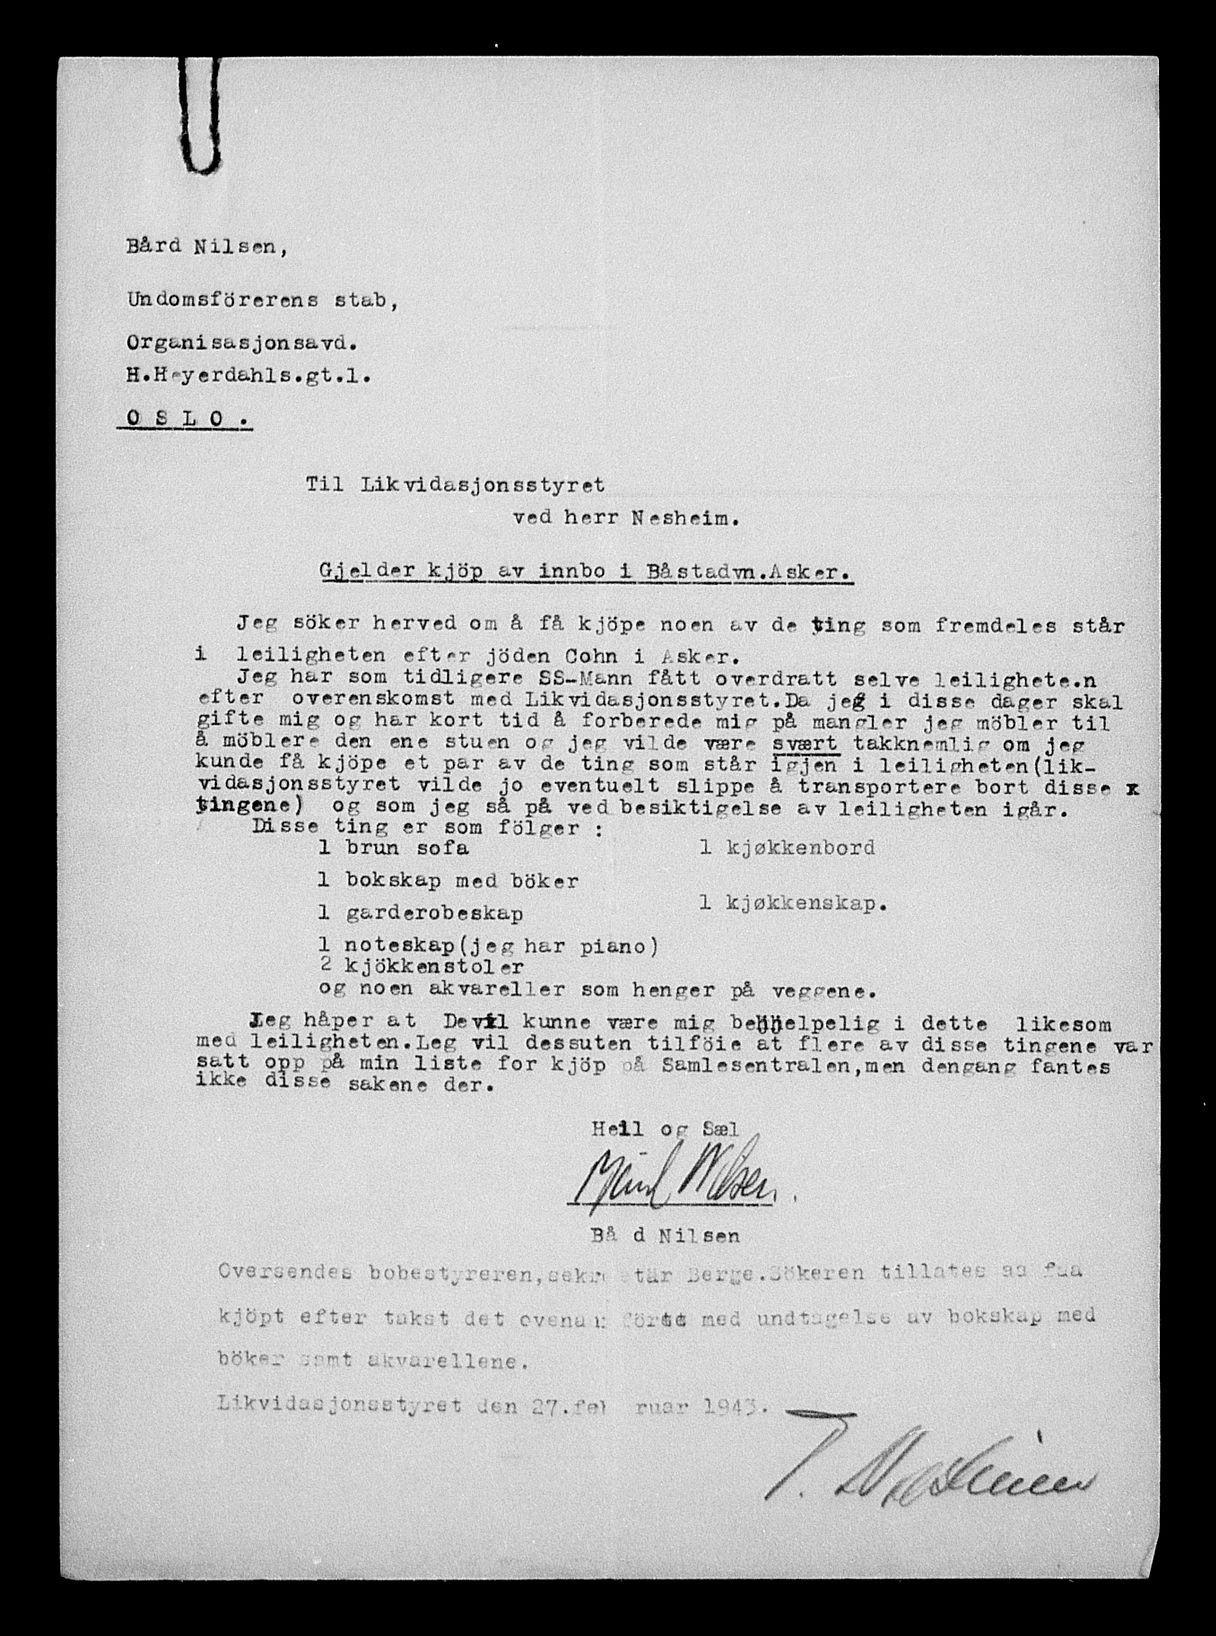 Bård Nilsen,
Undomsförerens stab,
Organisasjonsavd.
H.Heyerdahls.gt.1.
O S L O .
Til Likvidasjonsstyret
ved herr Nesheim.
Gjelder kjöp av innbo i Båstadvn.Asker.
Jeg söker herved om å få kjöpe noen av de ting som fremdeles står
i leiligheten efter jöden Cohn i Asker.
Jeg har som tidligere SS-Mann fått overdratt selve leilighete.n
efter overenskomst med Likvidasjonsstyret.Da jeg i disse dager skal
gifte mig og har kort tid å forberede mig på mangler jeg möbler til
å möblere den ene stuen og jeg vilde være svært takknemlig om jeg
kunde få kjöpe et par av de ting som står igjen i leiligheten(lik-
vidasjonsstyret vilde jo eventuelt slippe å transportere bort disse x
tingene) og som jeg så på ved besiktigelse av leiligheten igår.
Disse ting er som fölger :
1 brun sofa 1 kjøkkenbord
1 bokskap med böker
1 garderobeskap 1 kjøkkenskap.
1 noteskap(jeg har piano)
2 kjökkenstoler
og noen akvareller som henger på veggene.
Jeg håper at De vil kunne være mig behjelpelig i dette likesom
med leiligheten.Leg vil dessuten tilföie at flere av disse tingene var
satt opp på min liste for kjöp på Samlesentralen,men dengang fantes
ikke disse sakene der.
Heil og Sæl
Bård Nilsen.
Bå d Nilsen
Oversendes bobestyreren,sekretær Berge.Sökeren tillates aa faa
kjöpt efter takst det ovenanförte med undtagelse av bokskap med
böker samt akvarellene.
Likvidasjonsstyret den 27.februar 1943.
T. Nesheim